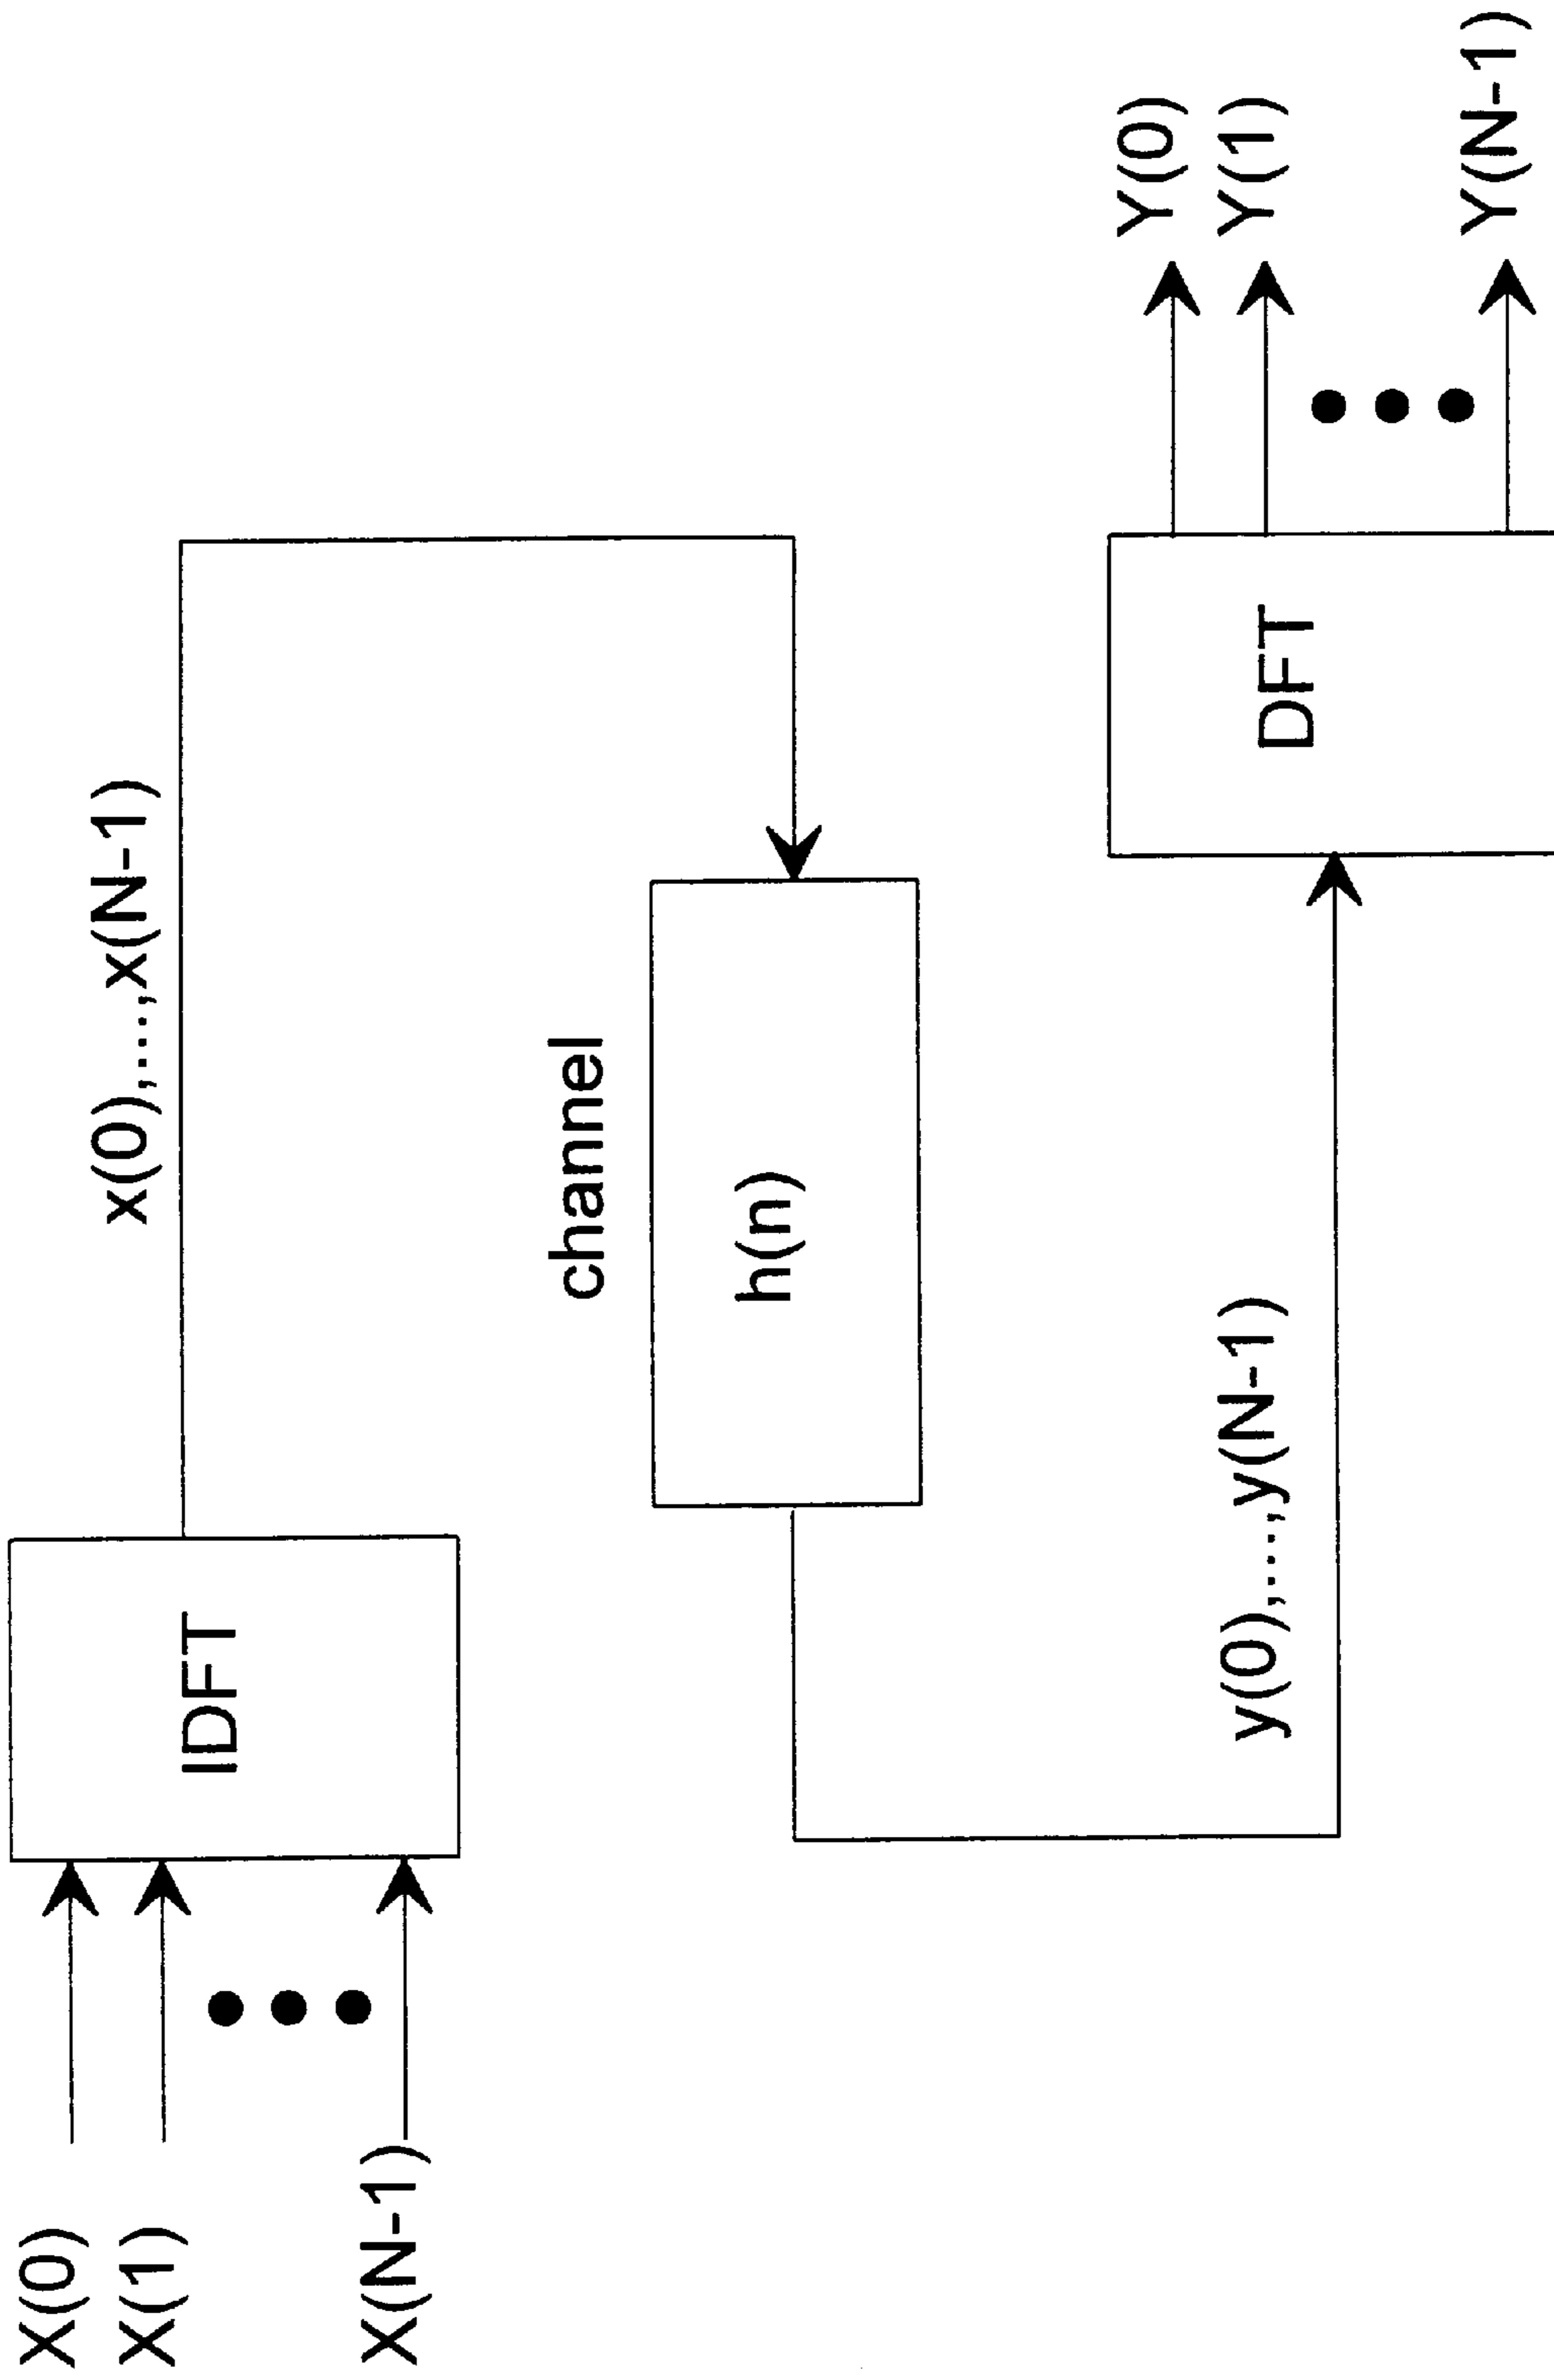 X(0)
X(1)
X(N-1)
IDFT
x(0),...,x(N-1)
channel
h(n)
y(0),...,y(N-1)
DFT
Y(0)
Y(1)
Y(N-1)